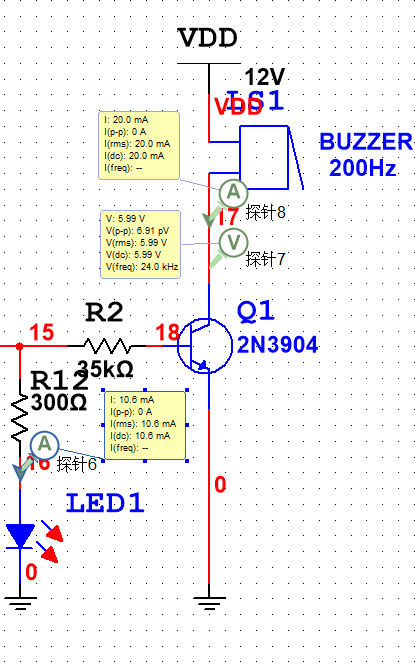 VDD
12V
LS1
VDD
BUZZER
200Hz
I: 20.0 mA
I(p-p): 0 A
I(rms): 20.0 mA
I(dc): 20.0 mA
I(freq): --
A
17
探针8
V: 5.99 V
V(p-p): 6.91 pV
V(rms): 5.99 V
V(dc): 5.99 V
V(freq): 24.0 kHz
V
探针7
Q1
2N3904
R2
15
18
35kΩ
R12
300Ω
I: 10.6 mA
I(p-p): 0 A
I(rms): 10.6 mA
I(dc): 10.6 mA
I(freq): --
A
16
探针6
0
LED1
0